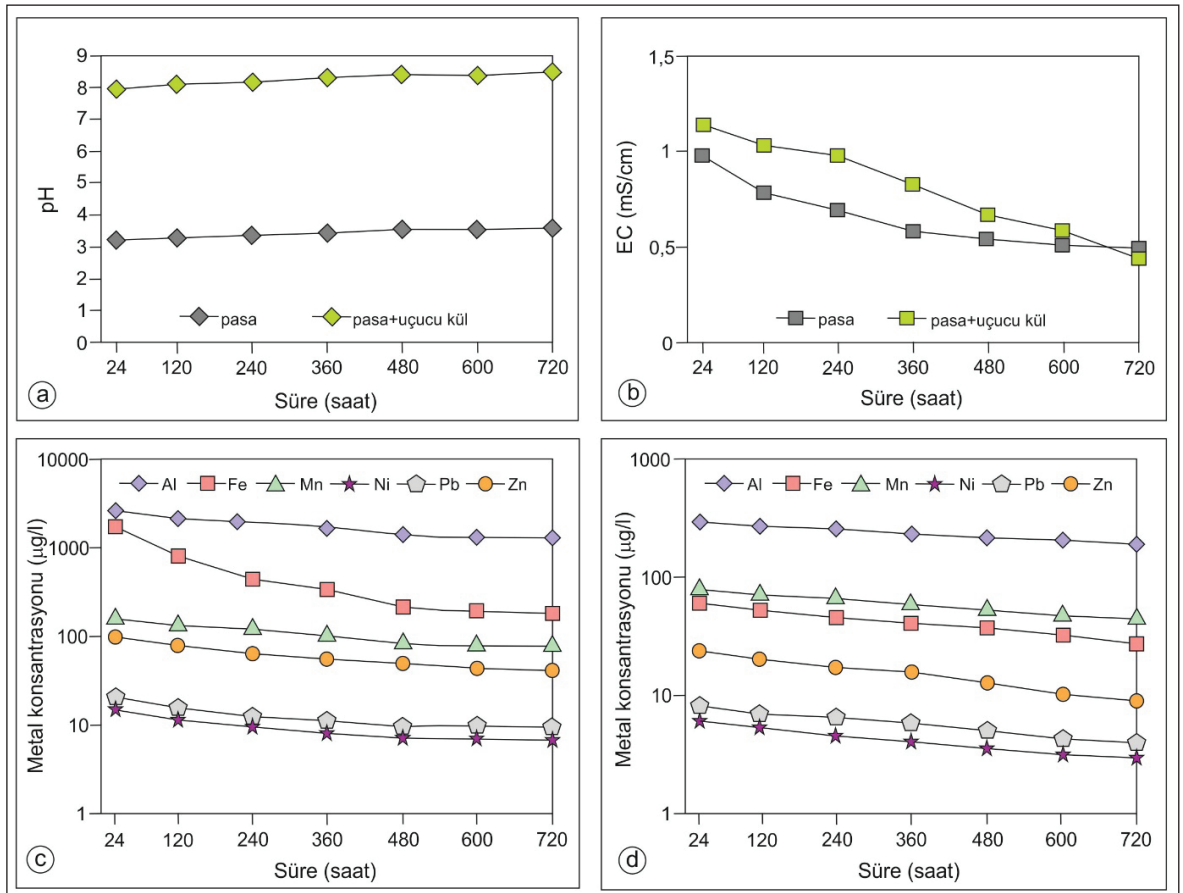 9
8
7
6
5
4
3
2
1
0
pH
pasa
pasa+uçucu kül
24 120 240 360 480 600 720
Süre (saat)
a
1,5
1
0,5
0
EC (mS/cm)
pasa
pasa+uçucu kül
24 120 240 360 480 600 720
Süre (saat)
b
10000
1000
100
10
1
Metal konsantrasyonu (µg/l)
Al Fe Mn Ni Pb Zn
24 120 240 360 480 600 720
Süre (saat)
c
1000
100
10
1
Metal konsantrasyonu (µg/l)
Al Fe Mn Ni Pb Zn
24 120 240 360 480 600 720
Süre (saat)
d